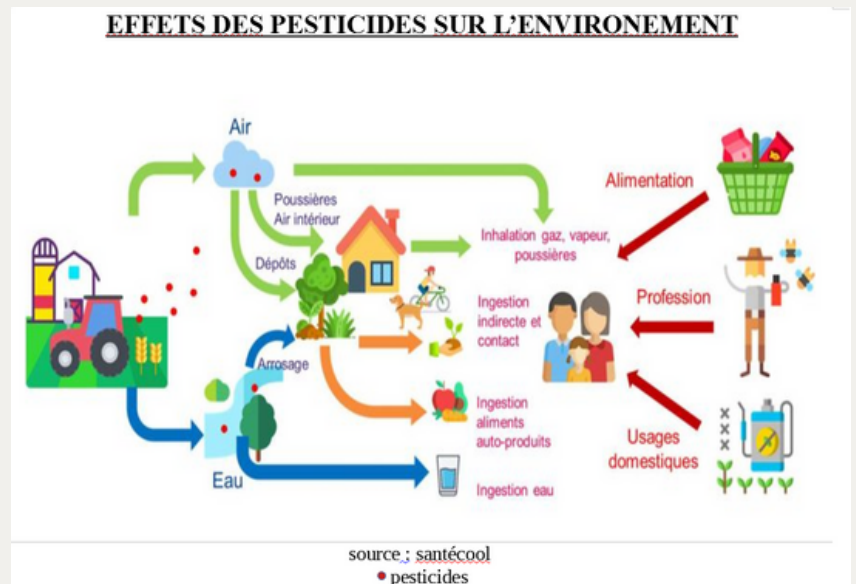 EFFETS DES PESTICIDES SUR L'ENVIRONEMENT
Air
Poussières
Air intérieur
Dépôts
Arrosage
Eau
Inhalation gaz, vapeur,
poussières
Ingestion
indirecte et
contact
Ingestion
aliments
auto-produits
Ingestion eau
Alimentation
Profession
Usages
domestiques
source ; santécool
• pesticides